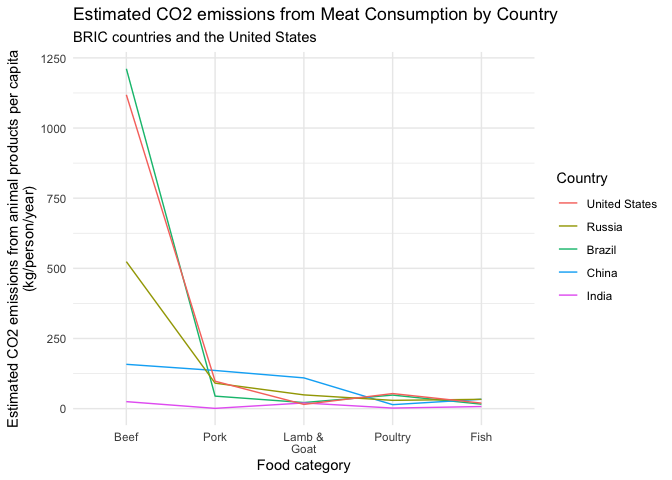 Estimated CO2 emissions from Meat Consumption by Country
BRIC countries and the United States
Estimated CO2 emissions from animal products per capita
(kg/person/year)
1250
1000
750
500
250
0
Beef
Pork
Lamb &
Goat
Poultry
Fish
Food category
Country
United States
Russia
Brazil
China
India